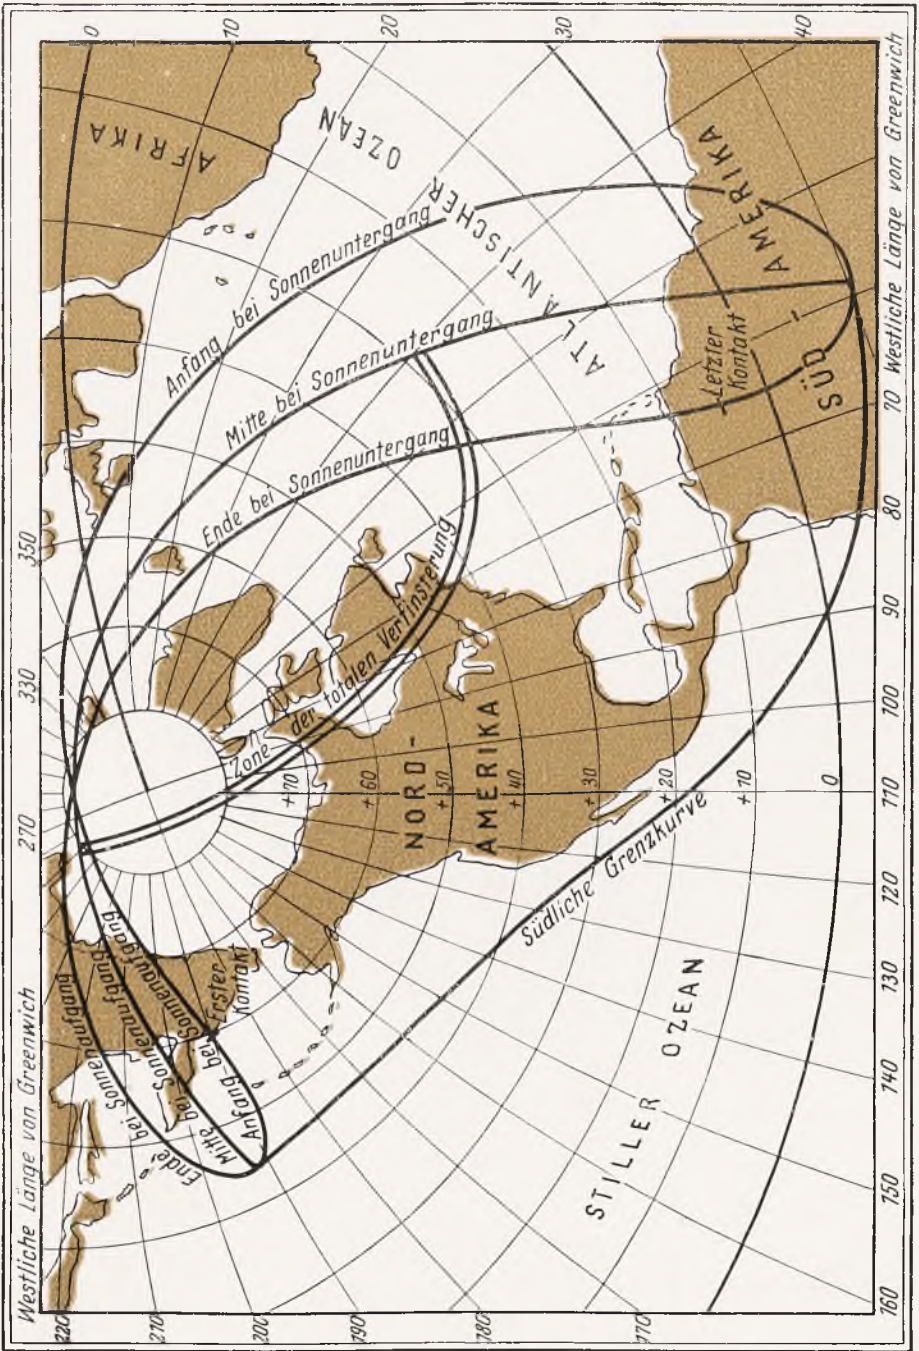 Westliche Länge von Greenwich
0
10
20
30
40
Westliche Länge von Greenwich
70
80
90
100
110
120
130
140
150
160
170
180
190
200
210
220
270
330
350
AFRIKA
ATLANTISCHER
OZEAN
SÜD-
AMERIKA
NORD-
AMERIKA
STILLER OZEAN
Anfang bei Sonnenuntergang
Mitte bei Sonnenuntergang
Ende bei Sonnenuntergang
Zone der totalen Verfinsterung
Letzter
Kontakt
Südliche Grenzkurve
Ende bei Sonnenaufgang
Mitte bei Sonnenaufgang
Anfang bei Sonnenaufgang
Erster
Kontakt
+70
+60
+50
+40
+30
+20
+10
0